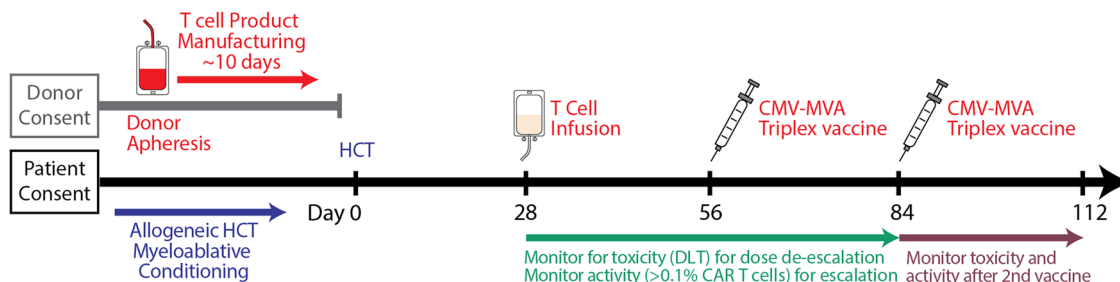 T cell Product
Manufacturing
~10 days
Donor
Consent
Donor
Apheresis
HCT
T Cell
Infusion
CMV-MVA
Triplex vaccine
CMV-MVA
Triplex vaccine
Patient
Consent
Day 0
28
56
84
112
Allogeneic HCT
Myeloablative
Conditioning
Monitor for toxicity (DLT) for dose de-escalation
Monitor activity (>0.1% CAR T cells) for escalation
Monitor toxicity and
activity after 2nd vaccine